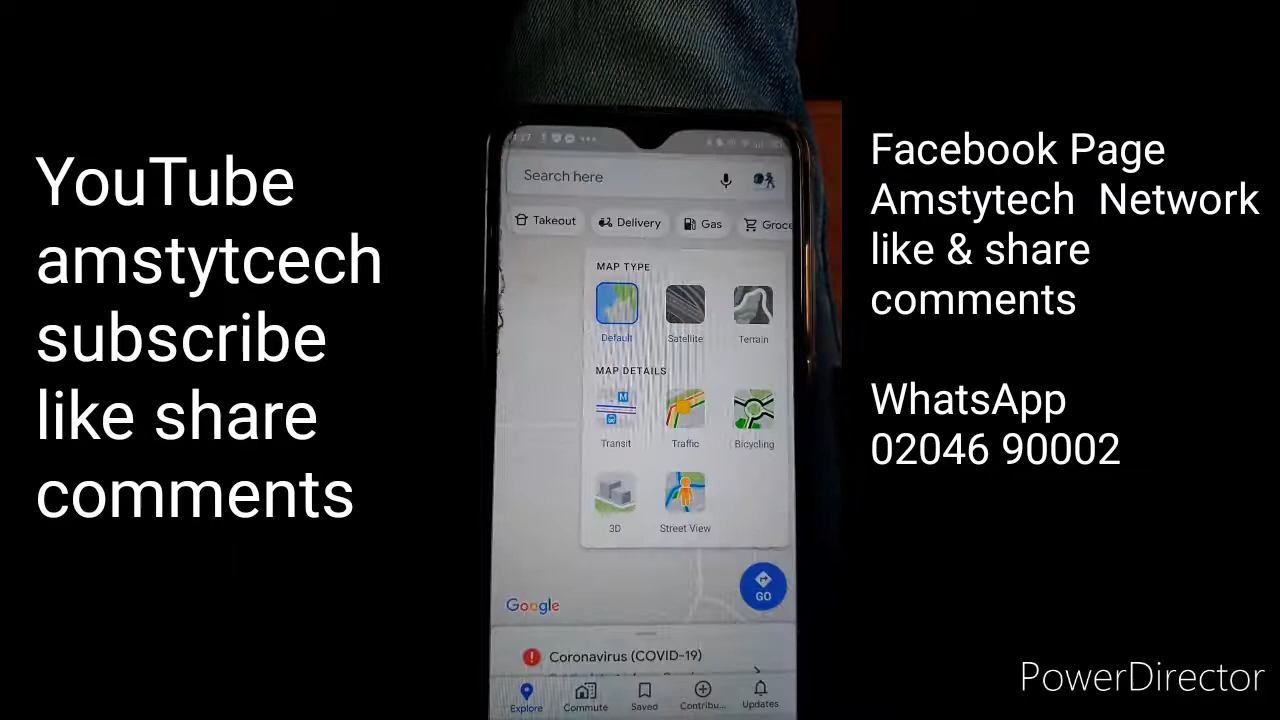 YouTube
amstytcech
subscribe
like share
comments
Facebook Page
Amstytech Network
like & share
comments
WhatsApp
02046 90002
Search here
Takeout
Delivery
Gas
Groce
MAP TYPE
Default
Satellite
Terrain
MAP DETAILS
M
Transit
Traffic
Bicycling
3D
Street View
GO
Google
Coronavirus (COVID-19)
Explore
Commute
Saved
Contribu...
Updates
PowerDirector